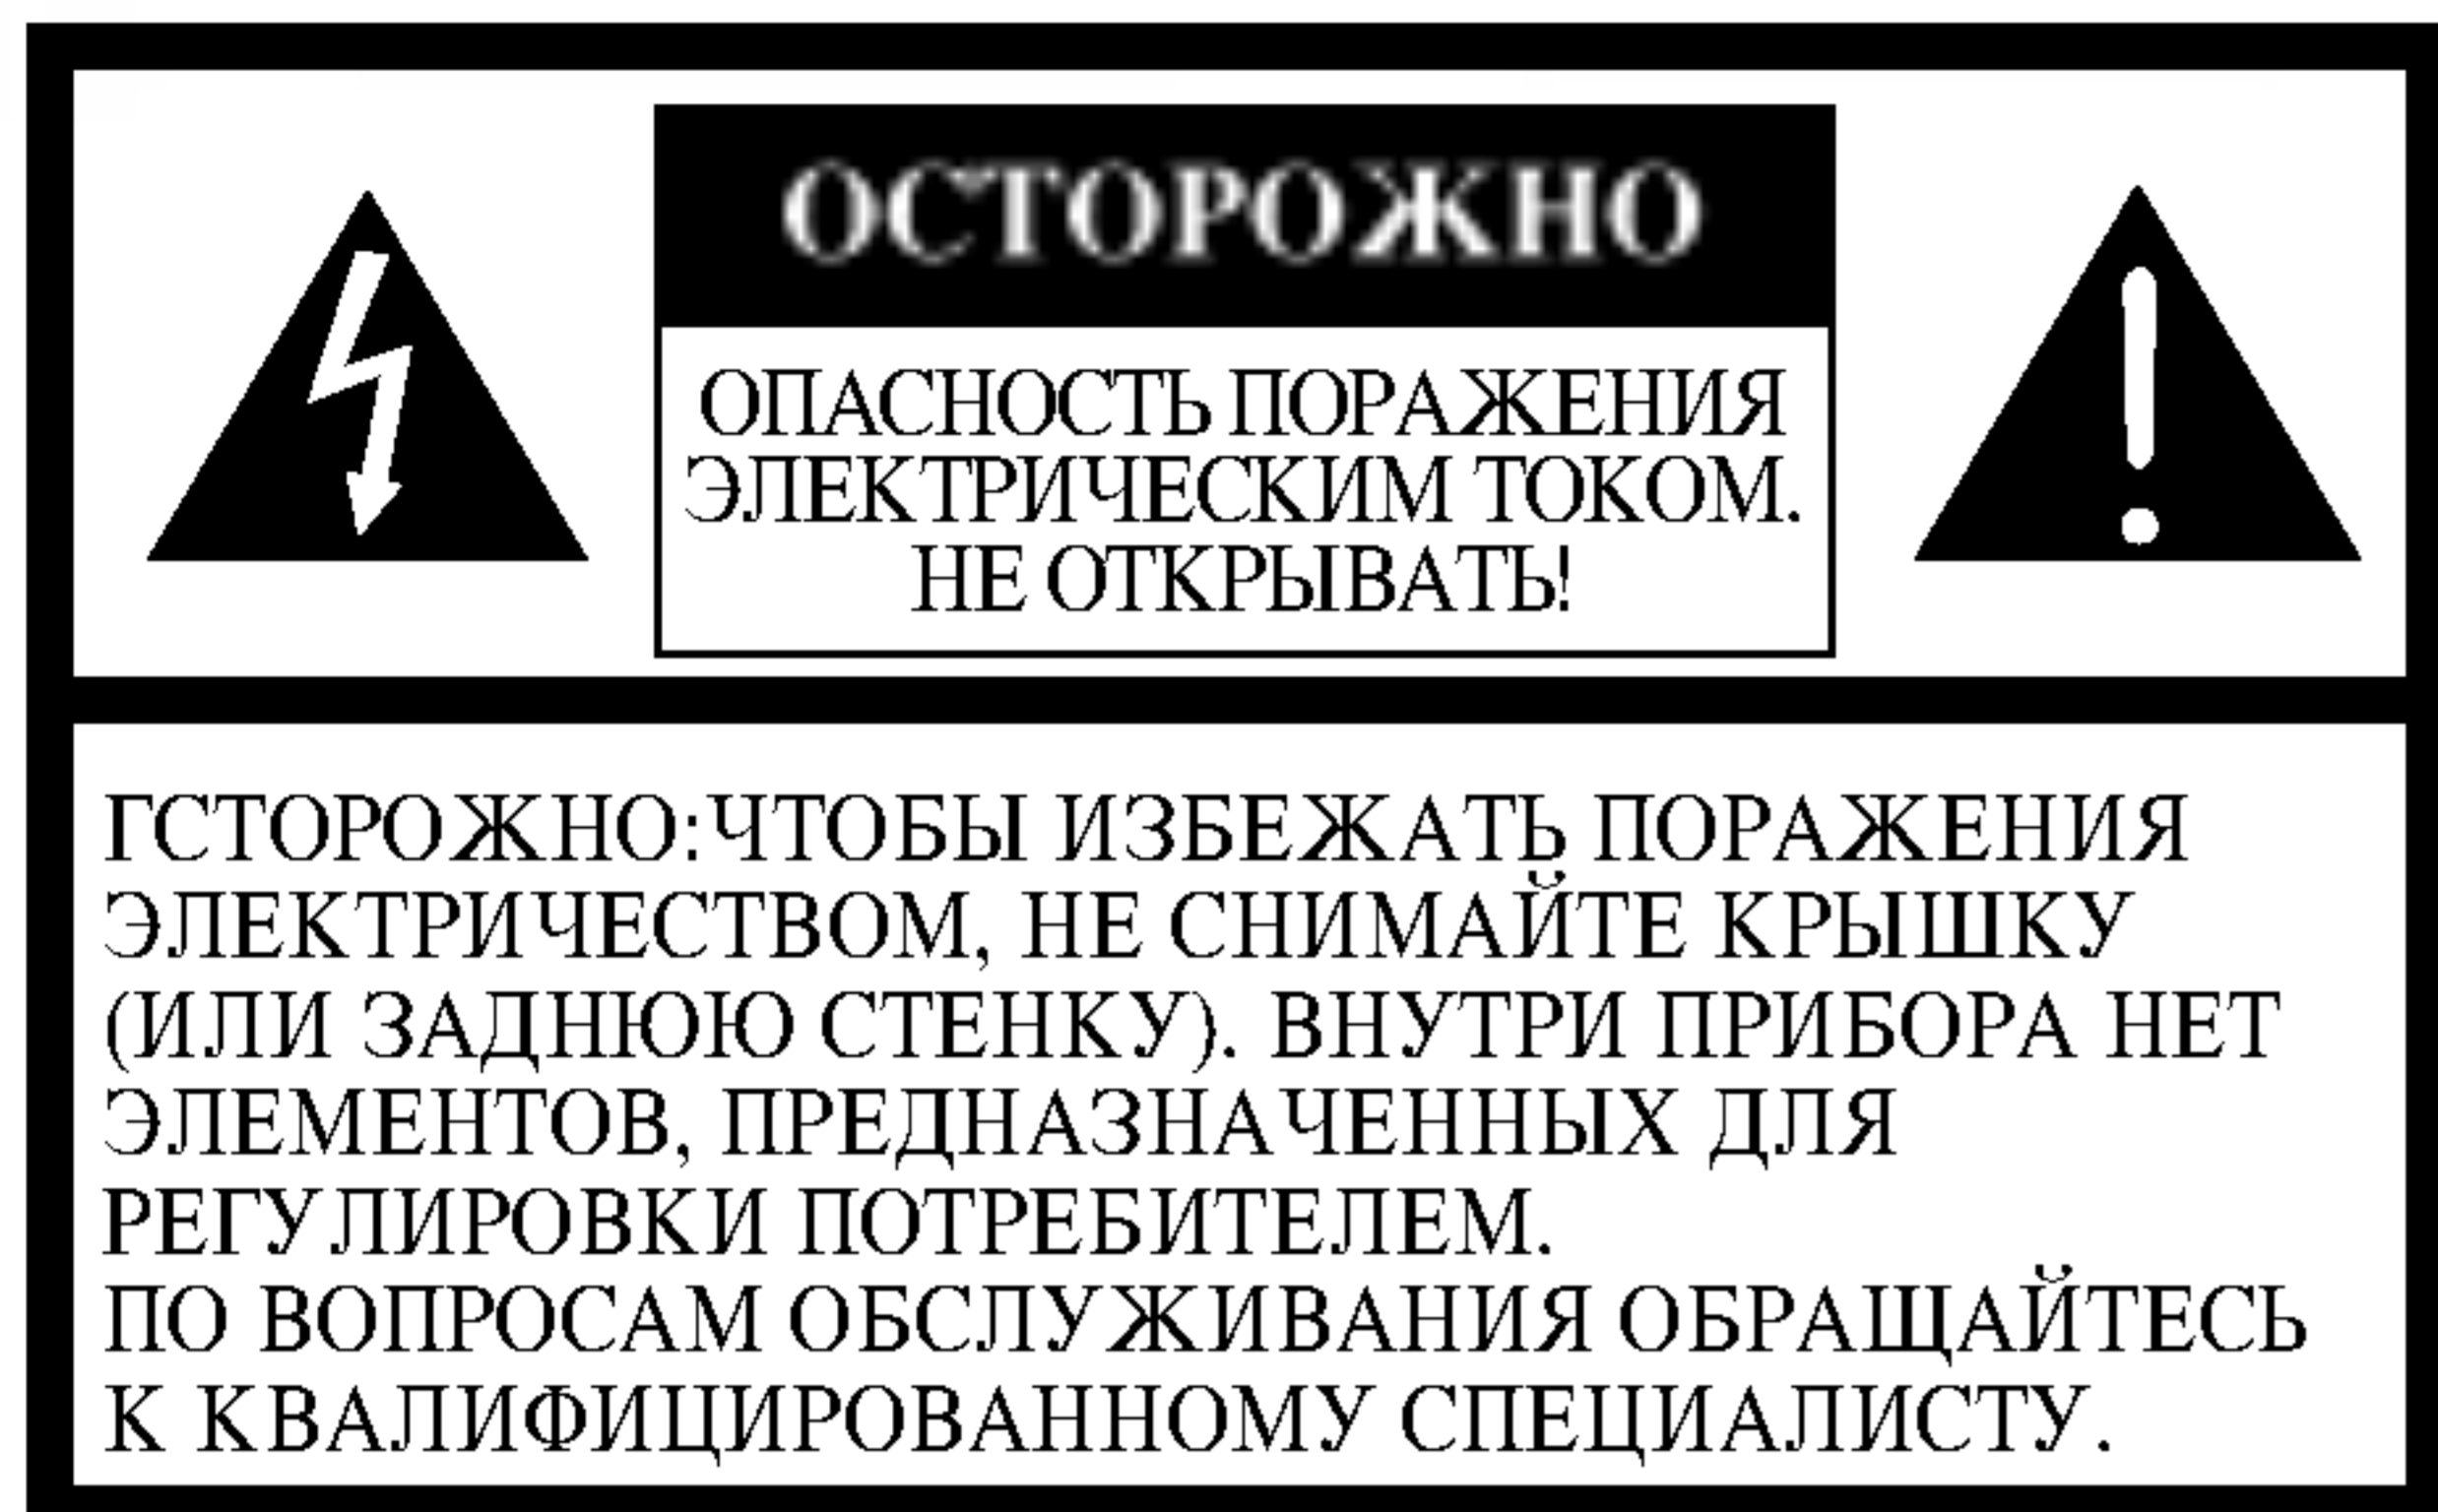 ОСТОРОЖНО
ОПАСНОСТЬ ПОРАЖЕНИЯ
ЭЛЕКТРИЧЕСКИМ ТОКОМ.
НЕ ОТКРЫВАТЬ!
ГСТОРОЖНО:ЧТОБЫ ИЗБЕЖАТЬ ПОРАЖЕНИЯ
ЭЛЕКТРИЧЕСТВОМ, НЕ СНИМАЙТЕ КРЫШКУ
(ИЛИ ЗАДНЮЮ СТЕНКУ). ВНУТРИ ПРИБОРА НЕТ
ЭЛЕМЕНТОВ, ПРЕДНАЗНАЧЕННЫХ ДЛЯ
РЕГУЛИРОВКИ ПОТРЕБИТЕЛЕМ.
ПО ВОПРОСАМ ОБСЛУЖИВАНИЯ ОБРАЩАЙТЕСЬ
К КВАЛИФИЦИРОВАННОМУ СПЕЦИАЛИСТУ.